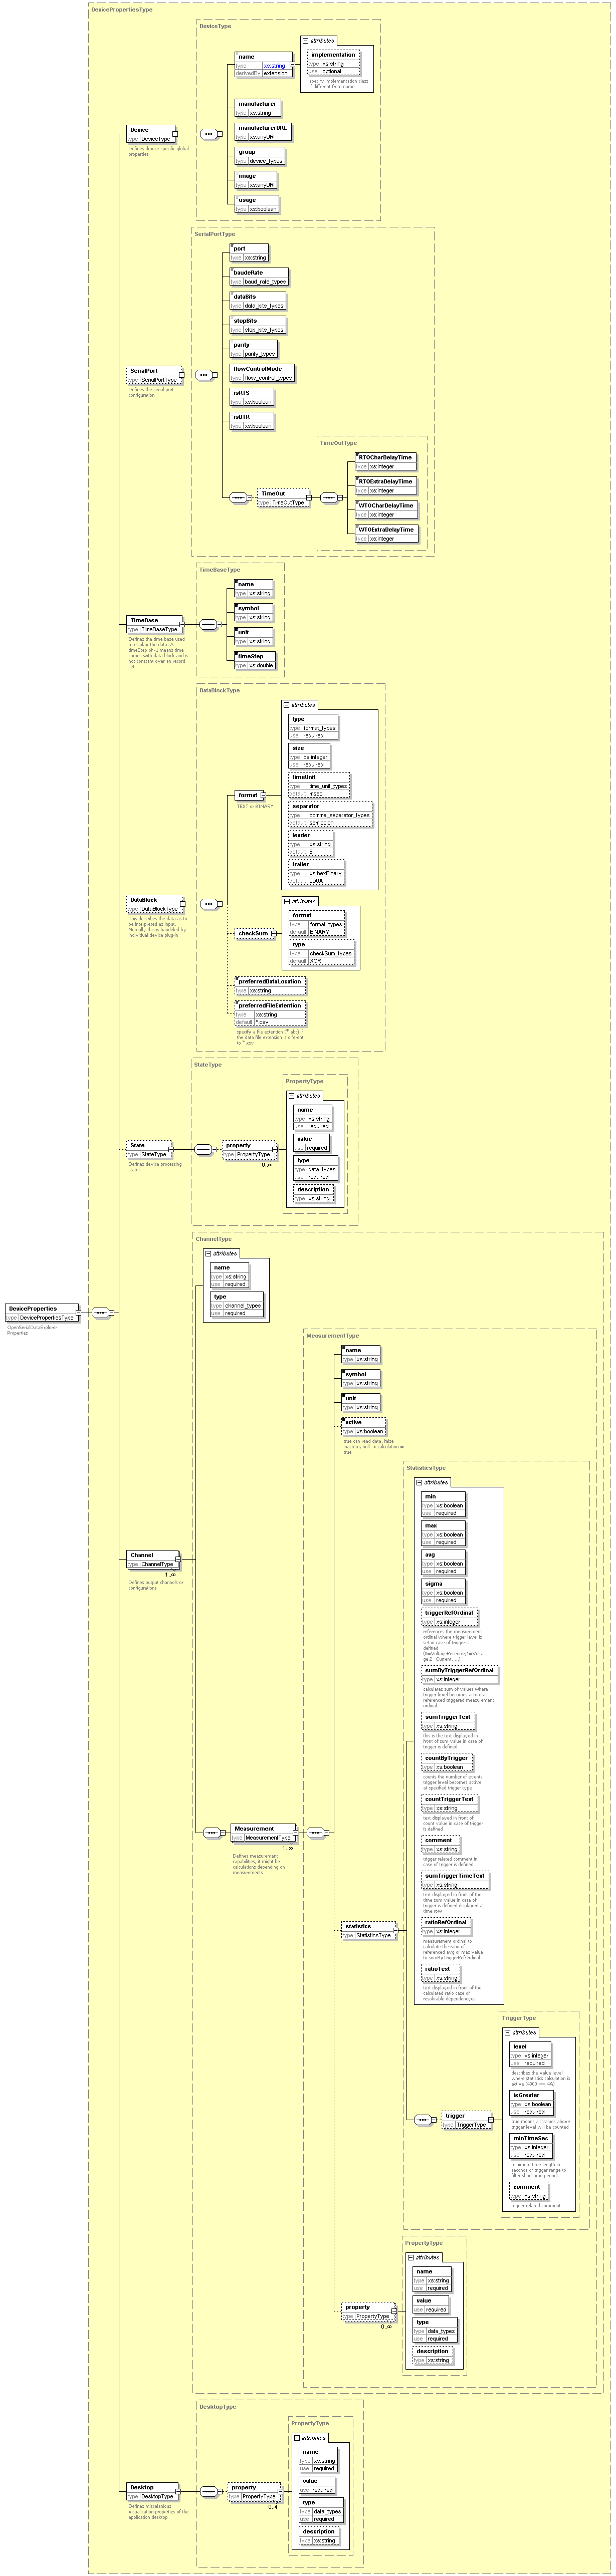 DevicePropertiesType
DeviceType
attributes
name
type xs:string
derivedBy extension
implementation
type xs:string
use optional
specify implementation class
if different from name
manufacturer
type xs:string
manufacturerURL
type xs:anyURI
group
type device_types
image
type xs:anyURI
usage
type xs:boolean
Device
type DeviceType
Defines device specific global
properties
SerialPortType
port
type xs:string
baudeRate
type baud_rate_types
dataBits
type data_bits_types
stopBits
type stop_bits_types
parity
type parity_types
flowControlMode
type flow_control_types
isRTS
type xs:boolean
isDTR
type xs:boolean
SerialPort
type SerialPortType
Defines the serial port
configuration
TimeOutType
RTOCharDelayTime
type xs:integer
RTOExtraDelayTime
type xs:integer
WTOCharDelayTime
type xs:integer
WTOExtraDelayTime
type xs:integer
TimeOut
type TimeOutType
TimeBaseType
name
type xs:string
symbol
type xs:string
unit
type xs:string
timeStep
type xs:double
TimeBase
type TimeBaseType
Defines the time base used
to display the data. A
timeStep of -1 means time
comes with data block and is
not constant over an record
set
DataBlockType
attributes
type
type format_types
use required
size
type xs:integer
use required
timeUnit
type time_unit_types
default msec
separator
type comma_separator_types
default semicolon
leader
type xs:string
default $
trailer
type xs:hexBinary
default 0D0A
format
TEXT or BINARY
DataBlock
type DataBlockType
This describes the data as to
be interpreted as input.
Normally this is handeled by
individual device plug-in
attributes
format
type format_types
default BINARY
type
type checkSum_types
default XOR
checkSum
preferredDataLocation
type xs:string
preferredFileExtention
type xs:string
default *.csv
specify a file extention (*.abc) if
the data file extension is diferent
to *.csv
StateType
PropertyType
attributes
name
type xs:string
use required
value
use required
type
type data_types
use required
description
type xs:string
State
type StateType
Defines device processing
states
property
type PropertyType
0..∞
ChannelType
attributes
name
type xs:string
use required
type
type channel_types
use required
DeviceProperties
type DevicePropertiesType
OpenSerialDataExplorer
Properties
MeasurementType
name
type xs:string
symbol
type xs:string
unit
type xs:string
active
type xs:boolean
true can read data, false
inactive, null -> calculation =
true
StatisticsType
attributes
min
type xs:boolean
use required
max
type xs:boolean
use required
avg
type xs:boolean
use required
sigma
type xs:boolean
use required
triggerRefOrdinal
type xs:integer
references the measurement
ordinal where trigger level is
set in case of trigger is
defined
(0=VoltageReceiver,1=Volta
ge,2=Current, ...)
sumByTriggerRefOrdinal
type xs:integer
calculates sum of values where
trigger level becomes active at
referenced triggered measurement
ordinal
sumTriggerText
type xs:string
this is the text displayed in
front of sum value in case of
trigger is defined
countByTrigger
type xs:boolean
counts the number of events
trigger level becomes active
at specified trigger type
countTriggerText
type xs:string
text displayed in front of
count value in case of trigger
is defined
comment
type xs:string
trigger related comment in
case of trigger is defined
sumTriggerTimeText
type xs:string
text displayed in front of the
time sum value in case of
trigger is defined displayed at
time row
ratioRefOrdinal
type xs:integer
measurement ordinal to
calculate the ratio of
referenced avg or max value
to sumByTriggerRefOrdinal
ratioText
type xs:string
text displayed in front of the
calculated ratio case of
resolvable dependencyes
Channel
type ChannelType
1..∞
Defines output channels or
configurations
Measurement
type MeasurementType
1..∞
Defines measurement
capabilities, it might be
calculations depending on
measurements
statistics
type StatisticsType
TriggerType
attributes
level
type xs:integer
use required
describes the value level
where statistics calculation is
active (4000 == 4A)
isGreater
type xs:boolean
use required
true means all values above
trigger level will be counted
minTimeSec
type xs:integer
use required
minimum time length in
seconds of trigger range to
filter short time periods
comment
type xs:string
trigger related comment
trigger
type TriggerType
PropertyType
attributes
name
type xs:string
use required
value
use required
type
type data_types
use required
description
type xs:string
property
type PropertyType
0..∞
DesktopType
PropertyType
attributes
name
type xs:string
use required
value
use required
type
type data_types
use required
description
type xs:string
Desktop
type DesktopType
Defines miscelanious
visualisation properties of the
application desktop
property
type PropertyType
0..4